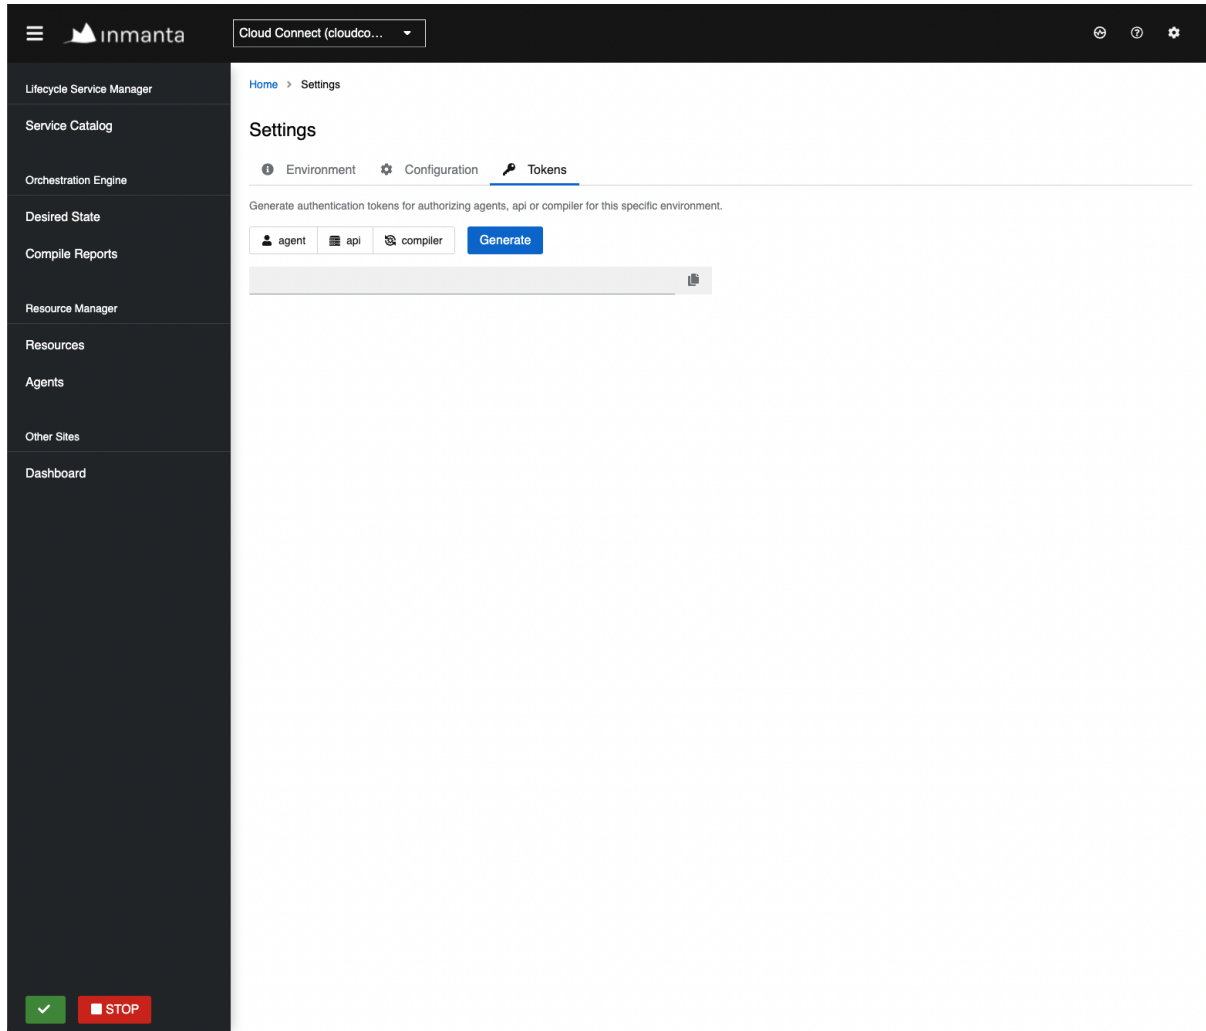 inmanta
Cloud Connect (cloudco...
Lifecycle Service Manager
Service Catalog
Orchestration Engine
Desired State
Compile Reports
Resource Manager
Resources
Agents
Other Sites
Dashboard
STOP
Home > Settings
Settings
Environment Configuration Tokens
Generate authentication tokens for authorizing agents, api or compiler for this specific environment.
agent api compiler Generate